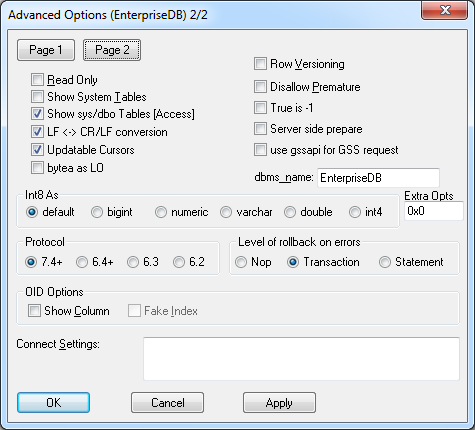 Advanced Options (EnterpriseDB) 2/2
Page 1 Page 2
Read Only
Show System Tables
Show sys/dbo Tables [Access]
LF <-> CR/LF conversion
Updatable Cursors
bytea as LO
Row Versioning
Disallow Premature
True is -1
Server side prepare
use gssapi for GSS request
dbms_name: EnterpriseDB
Int8 As
default bigint numeric varchar double int4
Extra Opts
0x0
Protocol
7.4+ 6.4+ 6.3 6.2
Level of rollback on errors
Nop Transaction Statement
OID Options
Show Column Fake Index
Connect Settings:
OK Cancel Apply